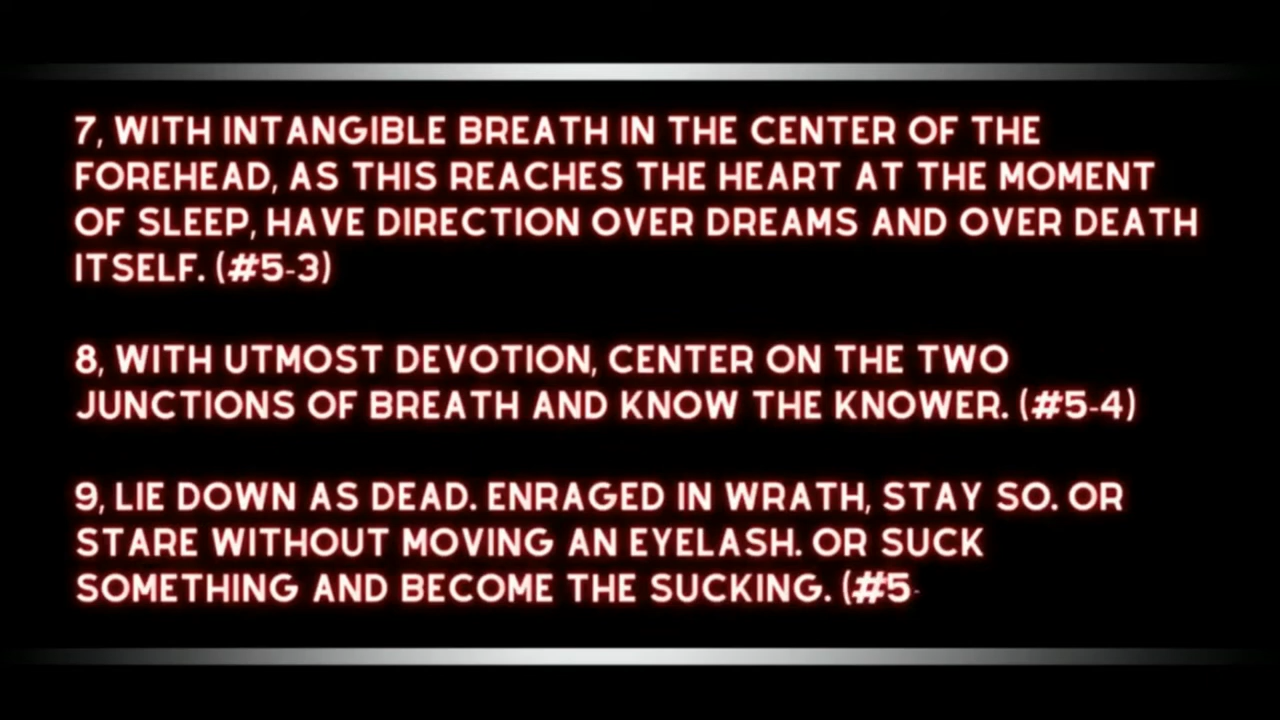 7, WITH INTANGIBLE BREATH IN THE CENTER OF THE
FOREHEAD, AS THIS REACHES THE HEART AT THE MOMENT
OF SLEEP, HAVE DIRECTION OVER DREAMS AND OVER DEATH
ITSELF. (#5-3)
8, WITH UTMOST DEVOTION, CENTER ON THE TWO
JUNCTIONS OF BREATH AND KNOW THE KNOWER. (#5-4)
9, LIE DOWN AS DEAD. ENRAGED IN WRATH, STAY SO. OR
STARE WITHOUT MOVING AN EYELASH. OR SUCK
SOMETHING AND BECOME THE SUCKING. (#5-